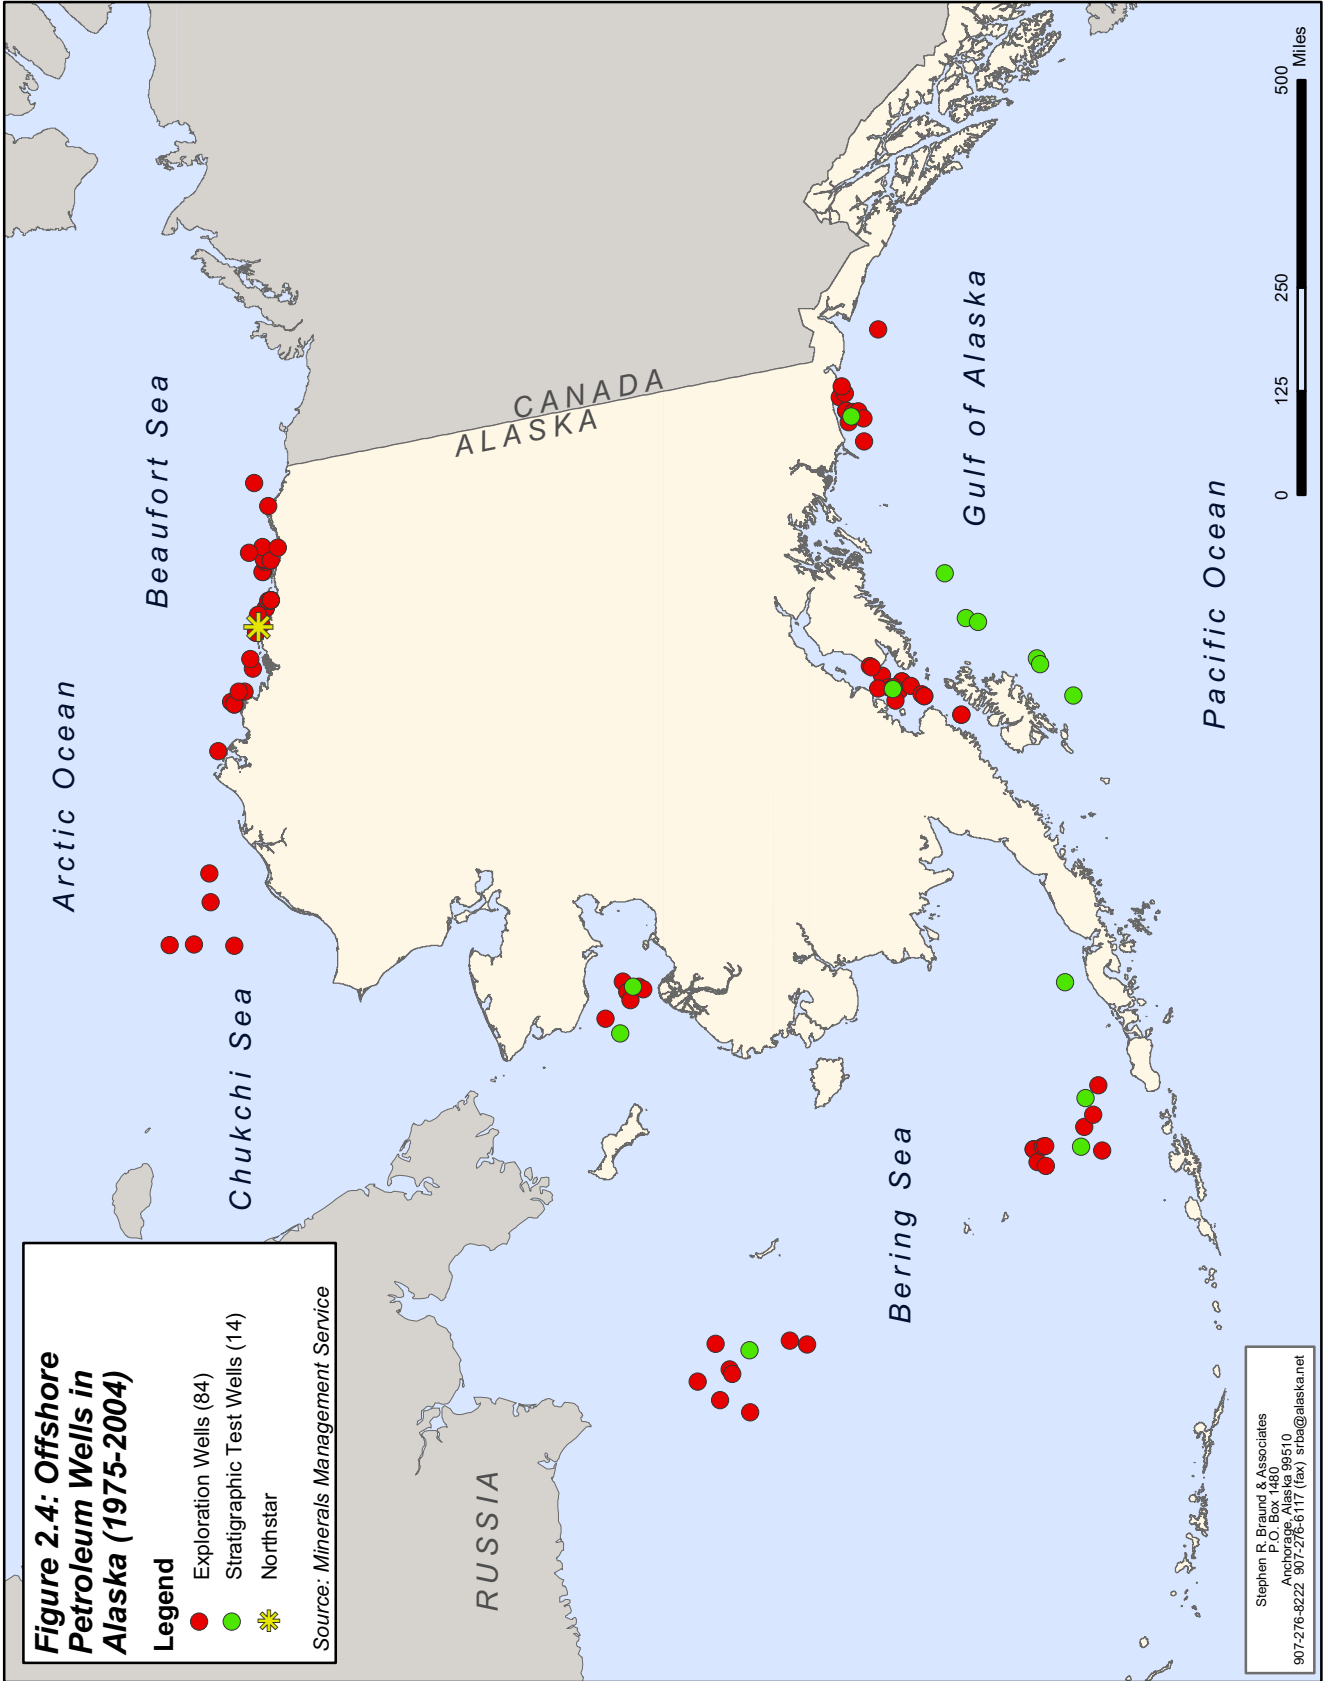 Figure 2.4: Offshore
Petroleum Wells in
Alaska (1975-2004)
Legend
Exploration Wells (84)
Stratigraphic Test Wells (14)
Northstar
Source: Minerals Management Service
Arctic Ocean
Beaufort Sea
Chukchi Sea
RUSSIA
ALASKA
CANADA
Bering Sea
Gulf of Alaska
Pacific Ocean
0 125 250 500
Miles
Stephen R. Braund & Associates
P.O. Box 1480
Anchorage, Alaska 99510
907-276-8222 907-276-6117 (fax) srba@alaska.net